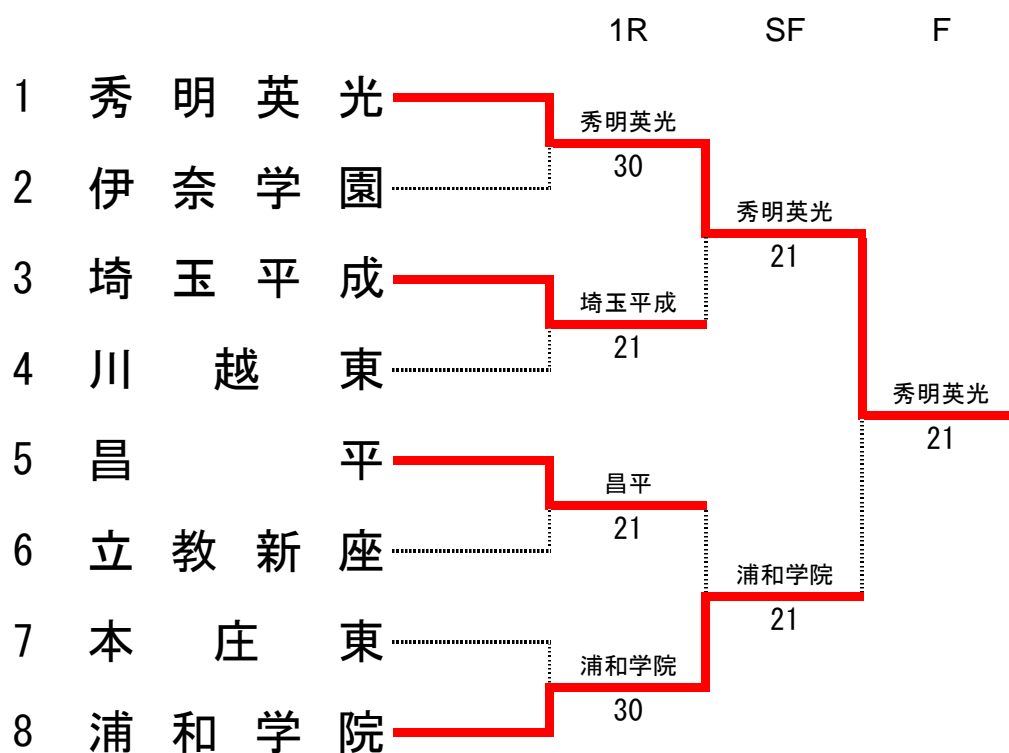 1R SF F
1 秀明英光
秀明英光
30
2 伊奈学園
秀明英光
21
3 埼玉平成
埼玉平成
21
4 川越東
秀明英光
21
5 昌平
昌平
21
6 立教新座
浦和学院
21
7 本庄東
浦和学院
30
8 浦和学院